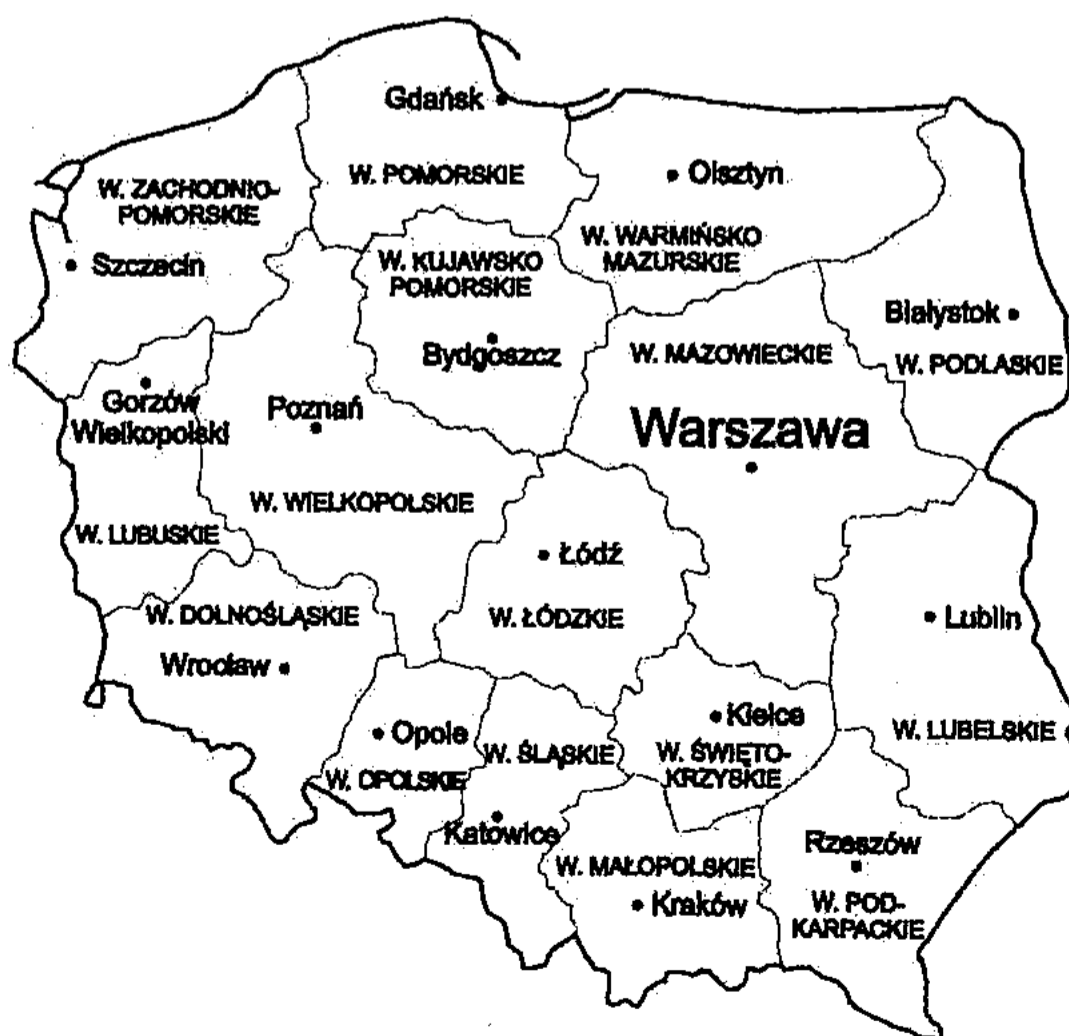 Gdańsk
W. POMORSKIE
Olsztyn
W. ZACHODNIO-
POMORSKIE
Szczecin
W. KUJAWSKO
POMORSKIE
W. WARMIŃSKO
MAZURSKIE
Białystok
W. PODLASKIE
Bydgoszcz
W. MAZOWIECKIE
Gorzów
Wielkopolski
Poznań
Warszawa
W. WIELKOPOLSKIE
W. LUBUSKIE
Łódź
W. ŁÓDZKIE
W. DOLNOŚLĄSKIE
Wrocław
Lublin
W. LUBELSKIE
Opole
W. OPOLSKIE
W. ŚLĄSKIE
Katowice
Kielce
W. ŚWIĘTO-
KRZYSKIE
W. MAŁOPOLSKIE
Kraków
Rzeszów
W. POD-
KARPACKIE